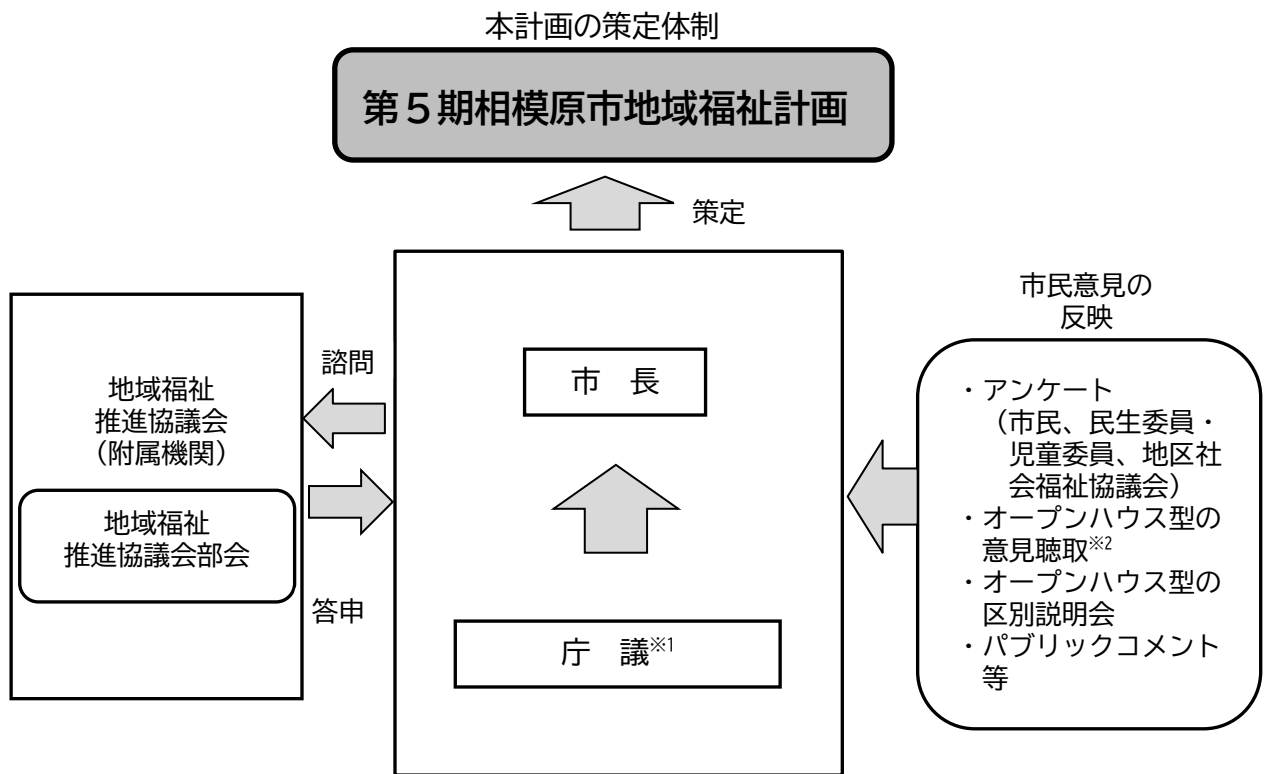 本計画の策定体制
第５期相模原市地域福祉計画
策定
地域福祉
推進協議会
（附属機関）
地域福祉
推進協議会部会
諮問
答申
市　長
庁　議※1
市民意見の
反映
・アンケート
（市民、民生委員・
児童委員、地区社
会福祉協議会）
・オープンハウス型の
意見聴取※2
・オープンハウス型の
区別説明会
・パブリックコメント
等